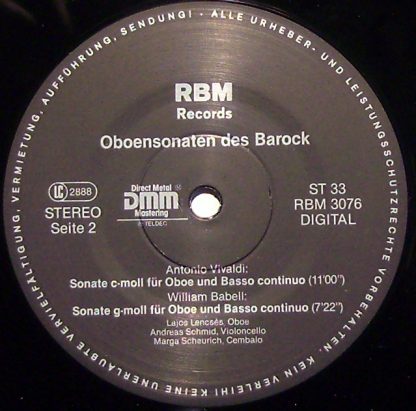 VERMIETUNG, AUFFÜHRUNG, SENDUNG! - ALLE URHEBER- UND LEISTUNGSSCHUTZRECHTE VORBEHALTEN. KEIN VERLEIH! KEINE UNERLAUBTE VERVIELFÄLTIGUNG,
RBM
Records
Oboensonaten des Barock
LC 2888
STEREO
Seite 2
Direct Metal
DMM
Mastering
TELDEC
ST 33
RBM 3076
DIGITAL
Antonio Vivaldi:
Sonate c-moll für Oboe und Basso continuo (11'00")
William Babell:
Sonate g-moll für Oboe und Basso continuo (7'22")
Lajos Lencsés, Oboe
Andreas Schmid, Violoncello
Marga Scheurich, Cembalo